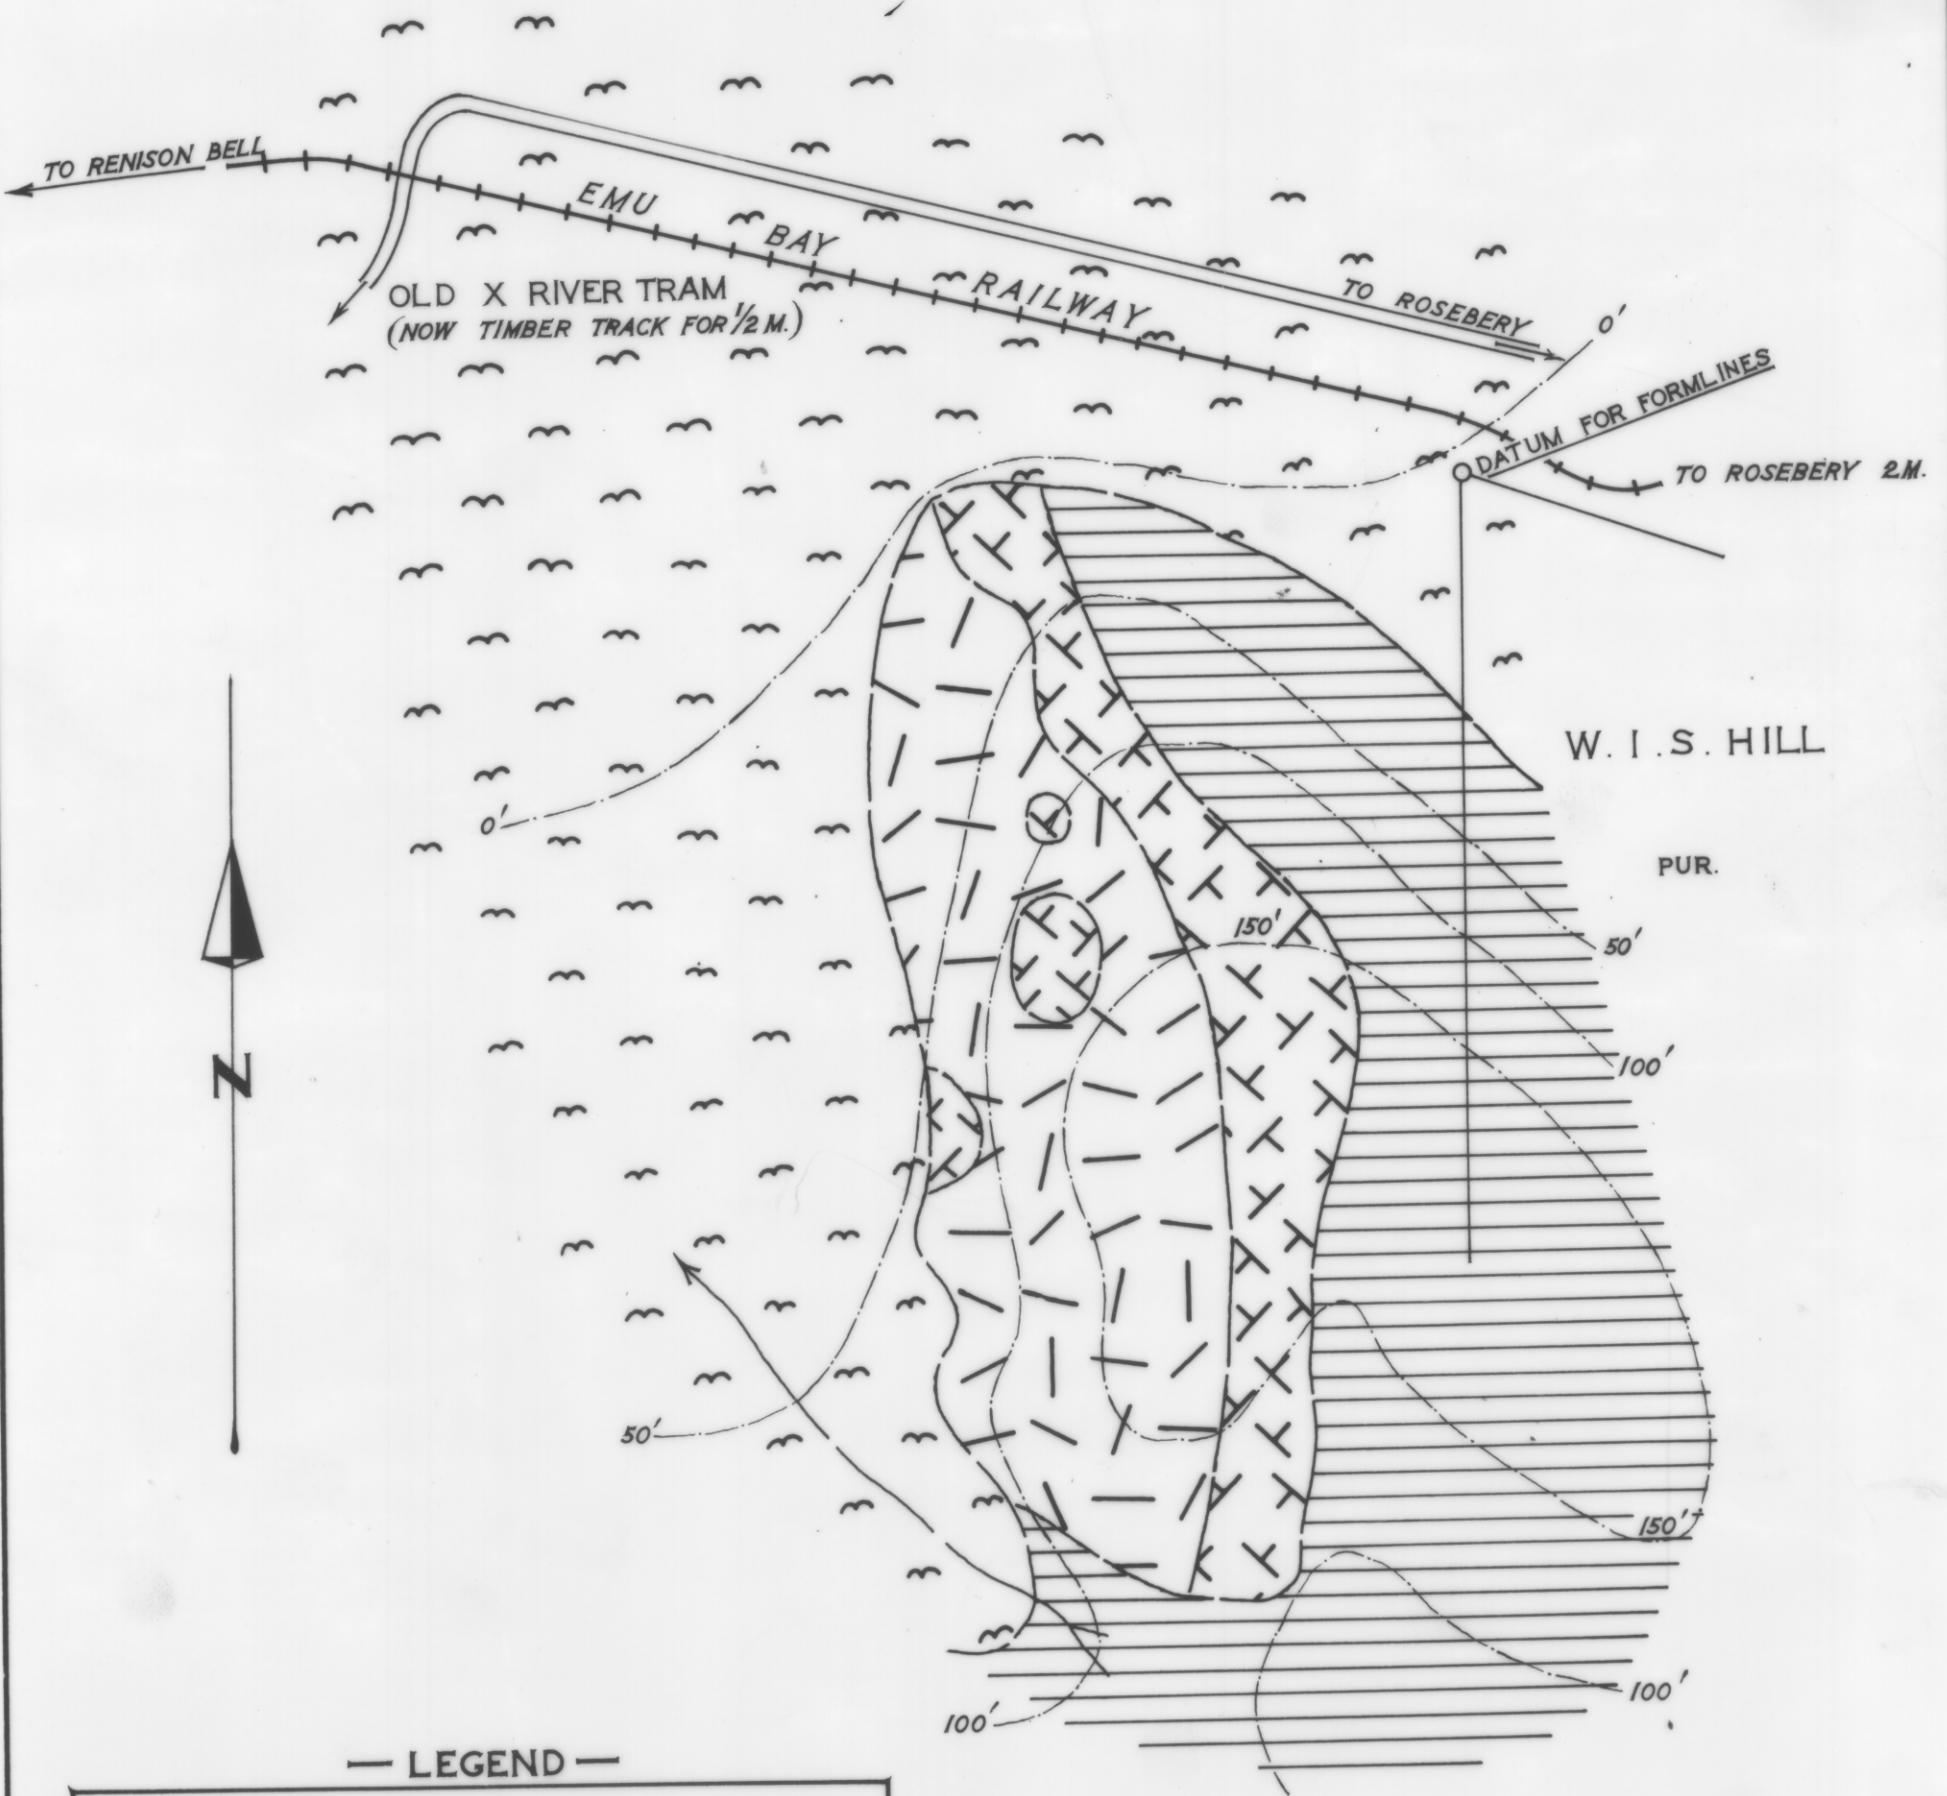 TO RENISON BELL
EMU BAY RAILWAY
OLD X RIVER TRAM
(NOW TIMBER TRACK FOR 1/2 M.)
TO ROSEBERY
0'
DATUM FOR FORMLINES
TO ROSEBERY 2M.
W. I. S. HILL
0'
PUR.
150'
50'
N
100'
50'
150'
100'
100'
— LEGEND —